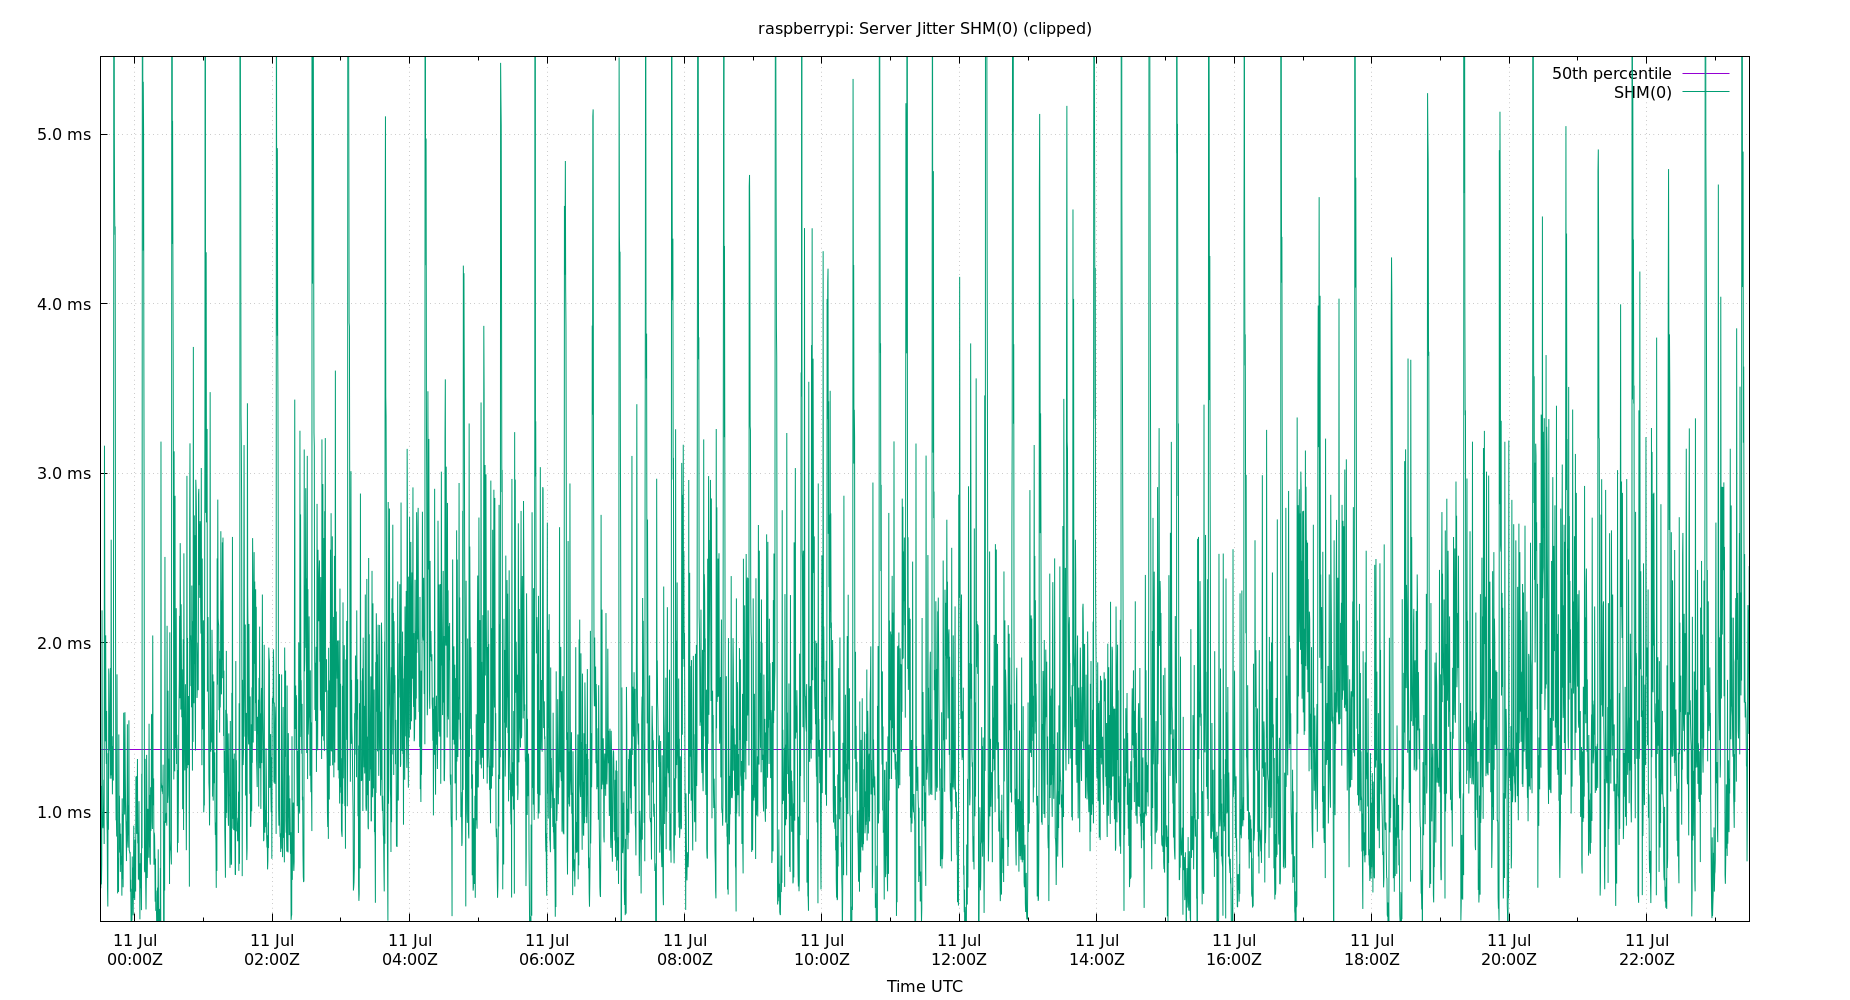 raspberrypi: Server Jitter SHM(0) (clipped)
50th percentile
SHM(0)
5.0 ms
4.0 ms
3.0 ms
2.0 ms
1.0 ms
11 Jul 11 Jul 11 Jul 11 Jul 11 Jul 11 Jul 11 Jul 11 Jul 11 Jul 11 Jul 11 Jul 11 Jul
00:00Z 02:00Z 04:00Z 06:00Z 08:00Z 10:00Z 12:00Z 14:00Z 16:00Z 18:00Z 20:00Z 22:00Z
Time UTC